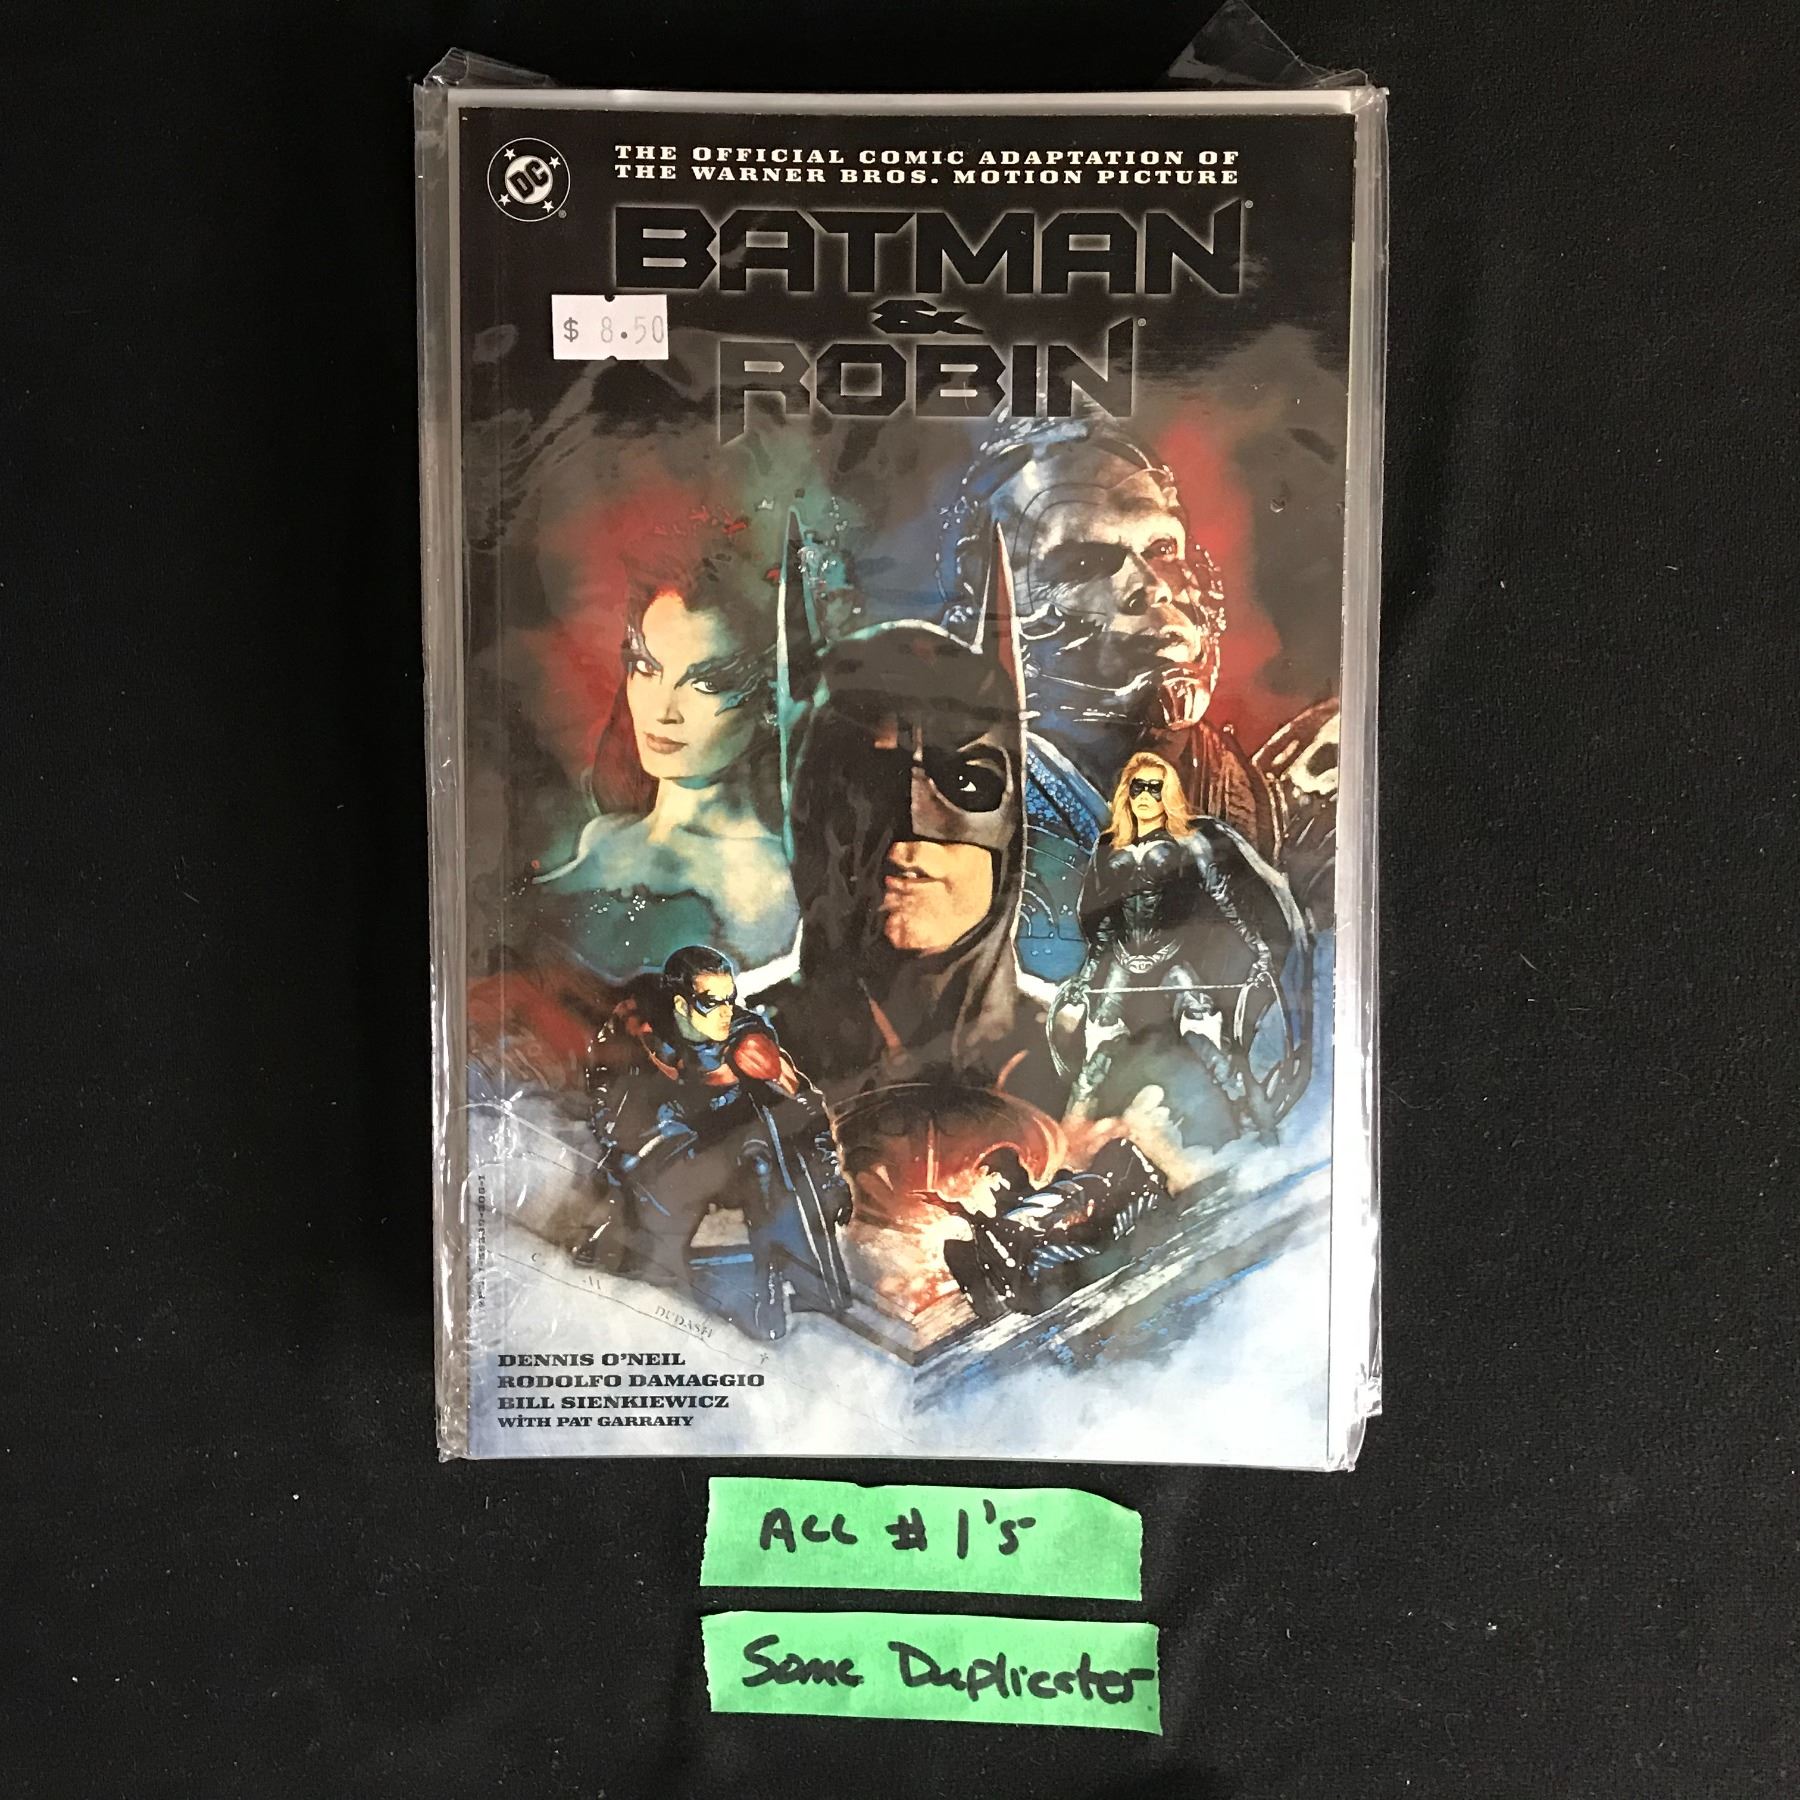 DC
THE OFFICIAL COMIC ADAPTATION OF
THE WARNER BROS. MOTION PICTURE
BATMAN
&
ROBIN
$ 8.50
DUDASH
DENNIS O'NEIL
RODOLFO DAMAGGIO
BILL SIENKIEWICZ
WITH PAT GARRAHY
ALL # 1's
Some Duplicates